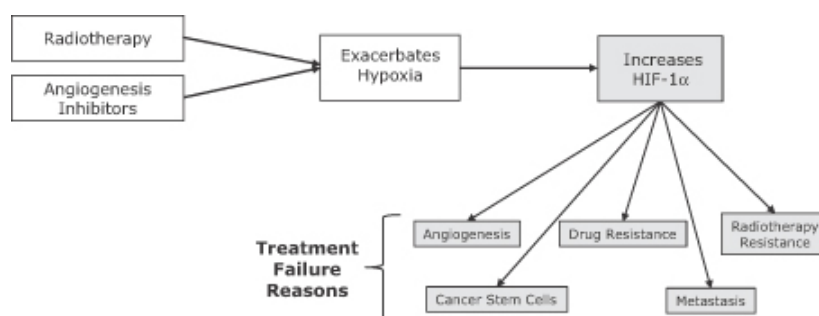 Radiotherapy
Angiogenesis
Inhibitors
Exacerbates
Hypoxia
Increases
HIF-1α
Treatment
Failure
Reasons
Angiogenesis
Drug Resistance
Radiotherapy
Resistance
Cancer Stem Cells
Metastasis